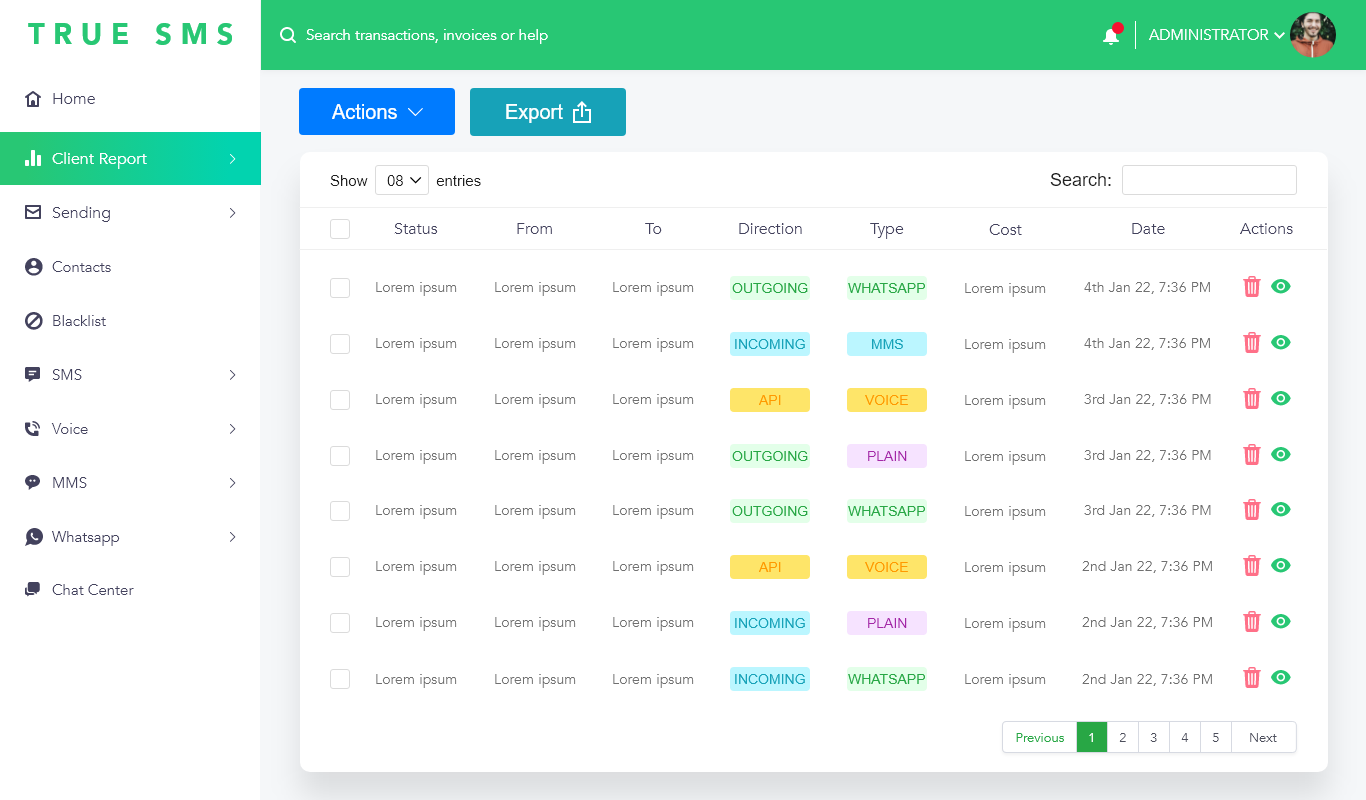 TRUE SMS
Search transactions, invoices or help
ADMINISTRATOR
Home
Client Report
Sending
Contacts
Blacklist
SMS
Voice
MMS
Whatsapp
Chat Center
Actions
Export
Show 08 entries
Search:
Status From To Direction Type Cost Date Actions
Lorem ipsum Lorem ipsum Lorem ipsum OUTGOING WHATSAPP Lorem ipsum 4th Jan 22, 7:36 PM
Lorem ipsum Lorem ipsum Lorem ipsum INCOMING MMS Lorem ipsum 4th Jan 22, 7:36 PM
Lorem ipsum Lorem ipsum Lorem ipsum API VOICE Lorem ipsum 3rd Jan 22, 7:36 PM
Lorem ipsum Lorem ipsum Lorem ipsum OUTGOING PLAIN Lorem ipsum 3rd Jan 22, 7:36 PM
Lorem ipsum Lorem ipsum Lorem ipsum OUTGOING WHATSAPP Lorem ipsum 3rd Jan 22, 7:36 PM
Lorem ipsum Lorem ipsum Lorem ipsum API VOICE Lorem ipsum 2nd Jan 22, 7:36 PM
Lorem ipsum Lorem ipsum Lorem ipsum INCOMING PLAIN Lorem ipsum 2nd Jan 22, 7:36 PM
Lorem ipsum Lorem ipsum Lorem ipsum INCOMING WHATSAPP Lorem ipsum 2nd Jan 22, 7:36 PM
Previous 1 2 3 4 5 Next